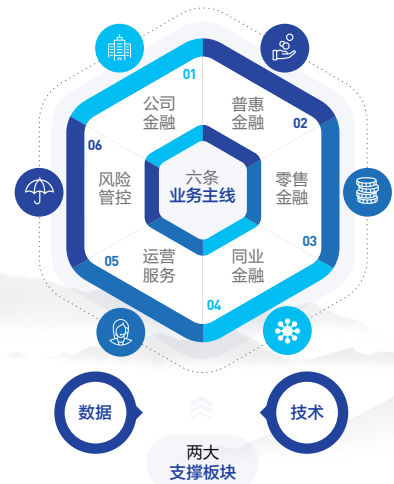 01
公司
金融
普惠
金融
02
06
风险
管控
六条
业务主线
零售
金融
03
05
运营
服务
同业
金融
04
数据
技术
两大
支撑板块